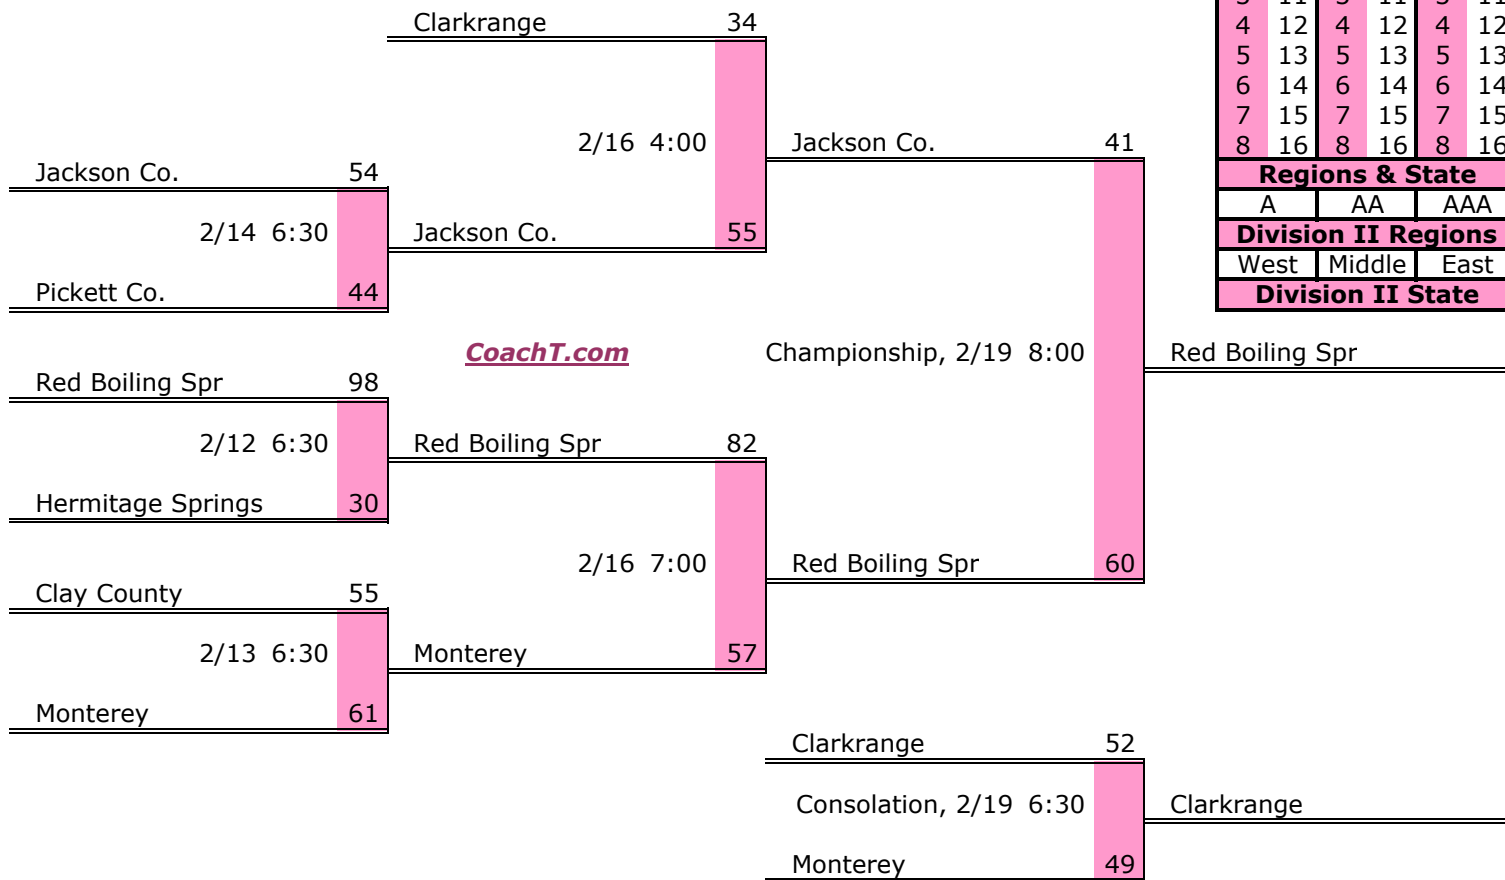 Clarkrange 34
2/16 4:00
Jackson Co. 54
2/14 6:30
Jackson Co. 55
Pickett Co. 44
Jackson Co. 41
CoachT.com
Championship, 2/19 8:00
Red Boiling Spr
Red Boiling Spr 98
2/12 6:30
Red Boiling Spr 82
Hermitage Springs 30
2/16 7:00
Red Boiling Spr 60
Clay County 55
2/13 6:30
Monterey 57
Monterey 61
Clarkrange 52
Consolation, 2/19 6:30
Clarkrange
Monterey 49
4 12 4 12 4 12
5 13 5 13 5 13
6 14 6 14 6 14
7 15 7 15 7 15
8 16 8 16 8 16
Regions & State
A AA AAA
Division II Regions
West Middle East
Division II State